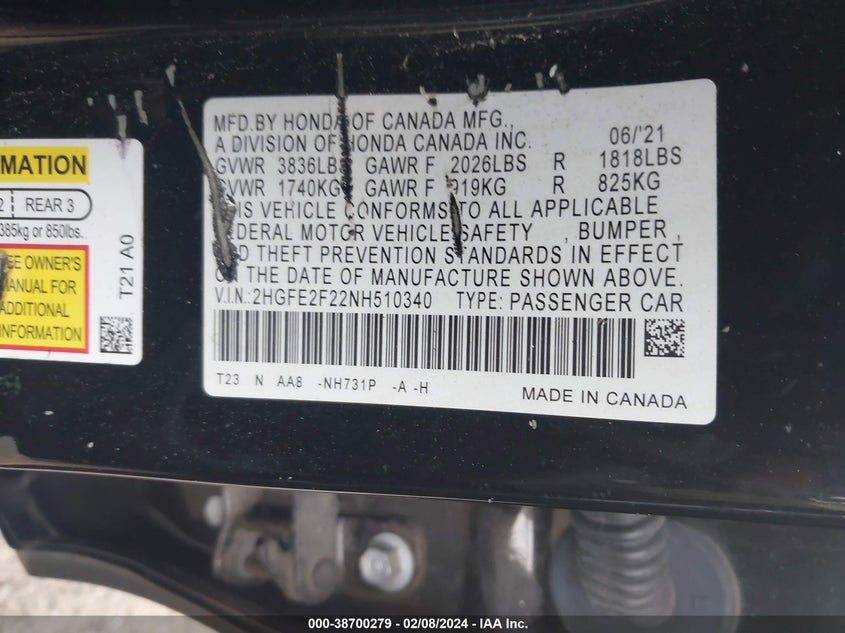 MATION
2 REAR 3
385kg or 850lbs.
SEE OWNER'S
MANUAL FOR
ADDITIONAL
INFORMATION
T21 A0
MFD.BY HONDA OF CANADA MFG.,
A DIVISION OF HONDA CANADA INC. 06/'21
GVWR 3836LBS GAWR F 2026LBS R 1818LBS
GVWR 1740KG GAWR F 919KG R 825KG
THIS VEHICLE CONFORMS TO ALL APPLICABLE
FEDERAL MOTOR VEHICLE SAFETY , BUMPER ,
AND THEFT PREVENTION STANDARDS IN EFFECT
ON THE DATE OF MANUFACTURE SHOWN ABOVE.
V.I.N.:2HGFE2F22NH510340 TYPE: PASSENGER CAR
T23 N AA8 -NH731P -A -H MADE IN CANADA
000-38700279 - 02/08/2024 - IAA Inc.